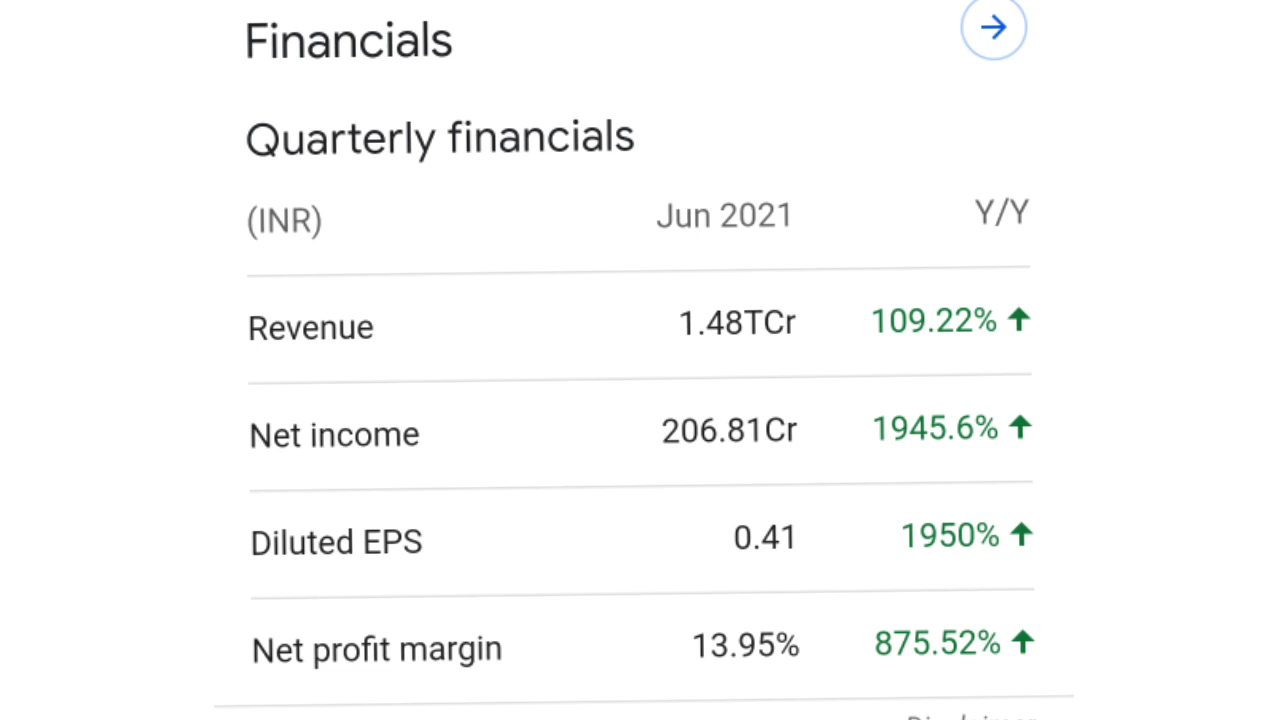 Financials
Quarterly financials
(INR) Jun 2021 Y/Y
Revenue 1.48TCr 109.22% ↑
Net income 206.81Cr 1945.6% ↑
Diluted EPS 0.41 1950% ↑
Net profit margin 13.95% 875.52% ↑